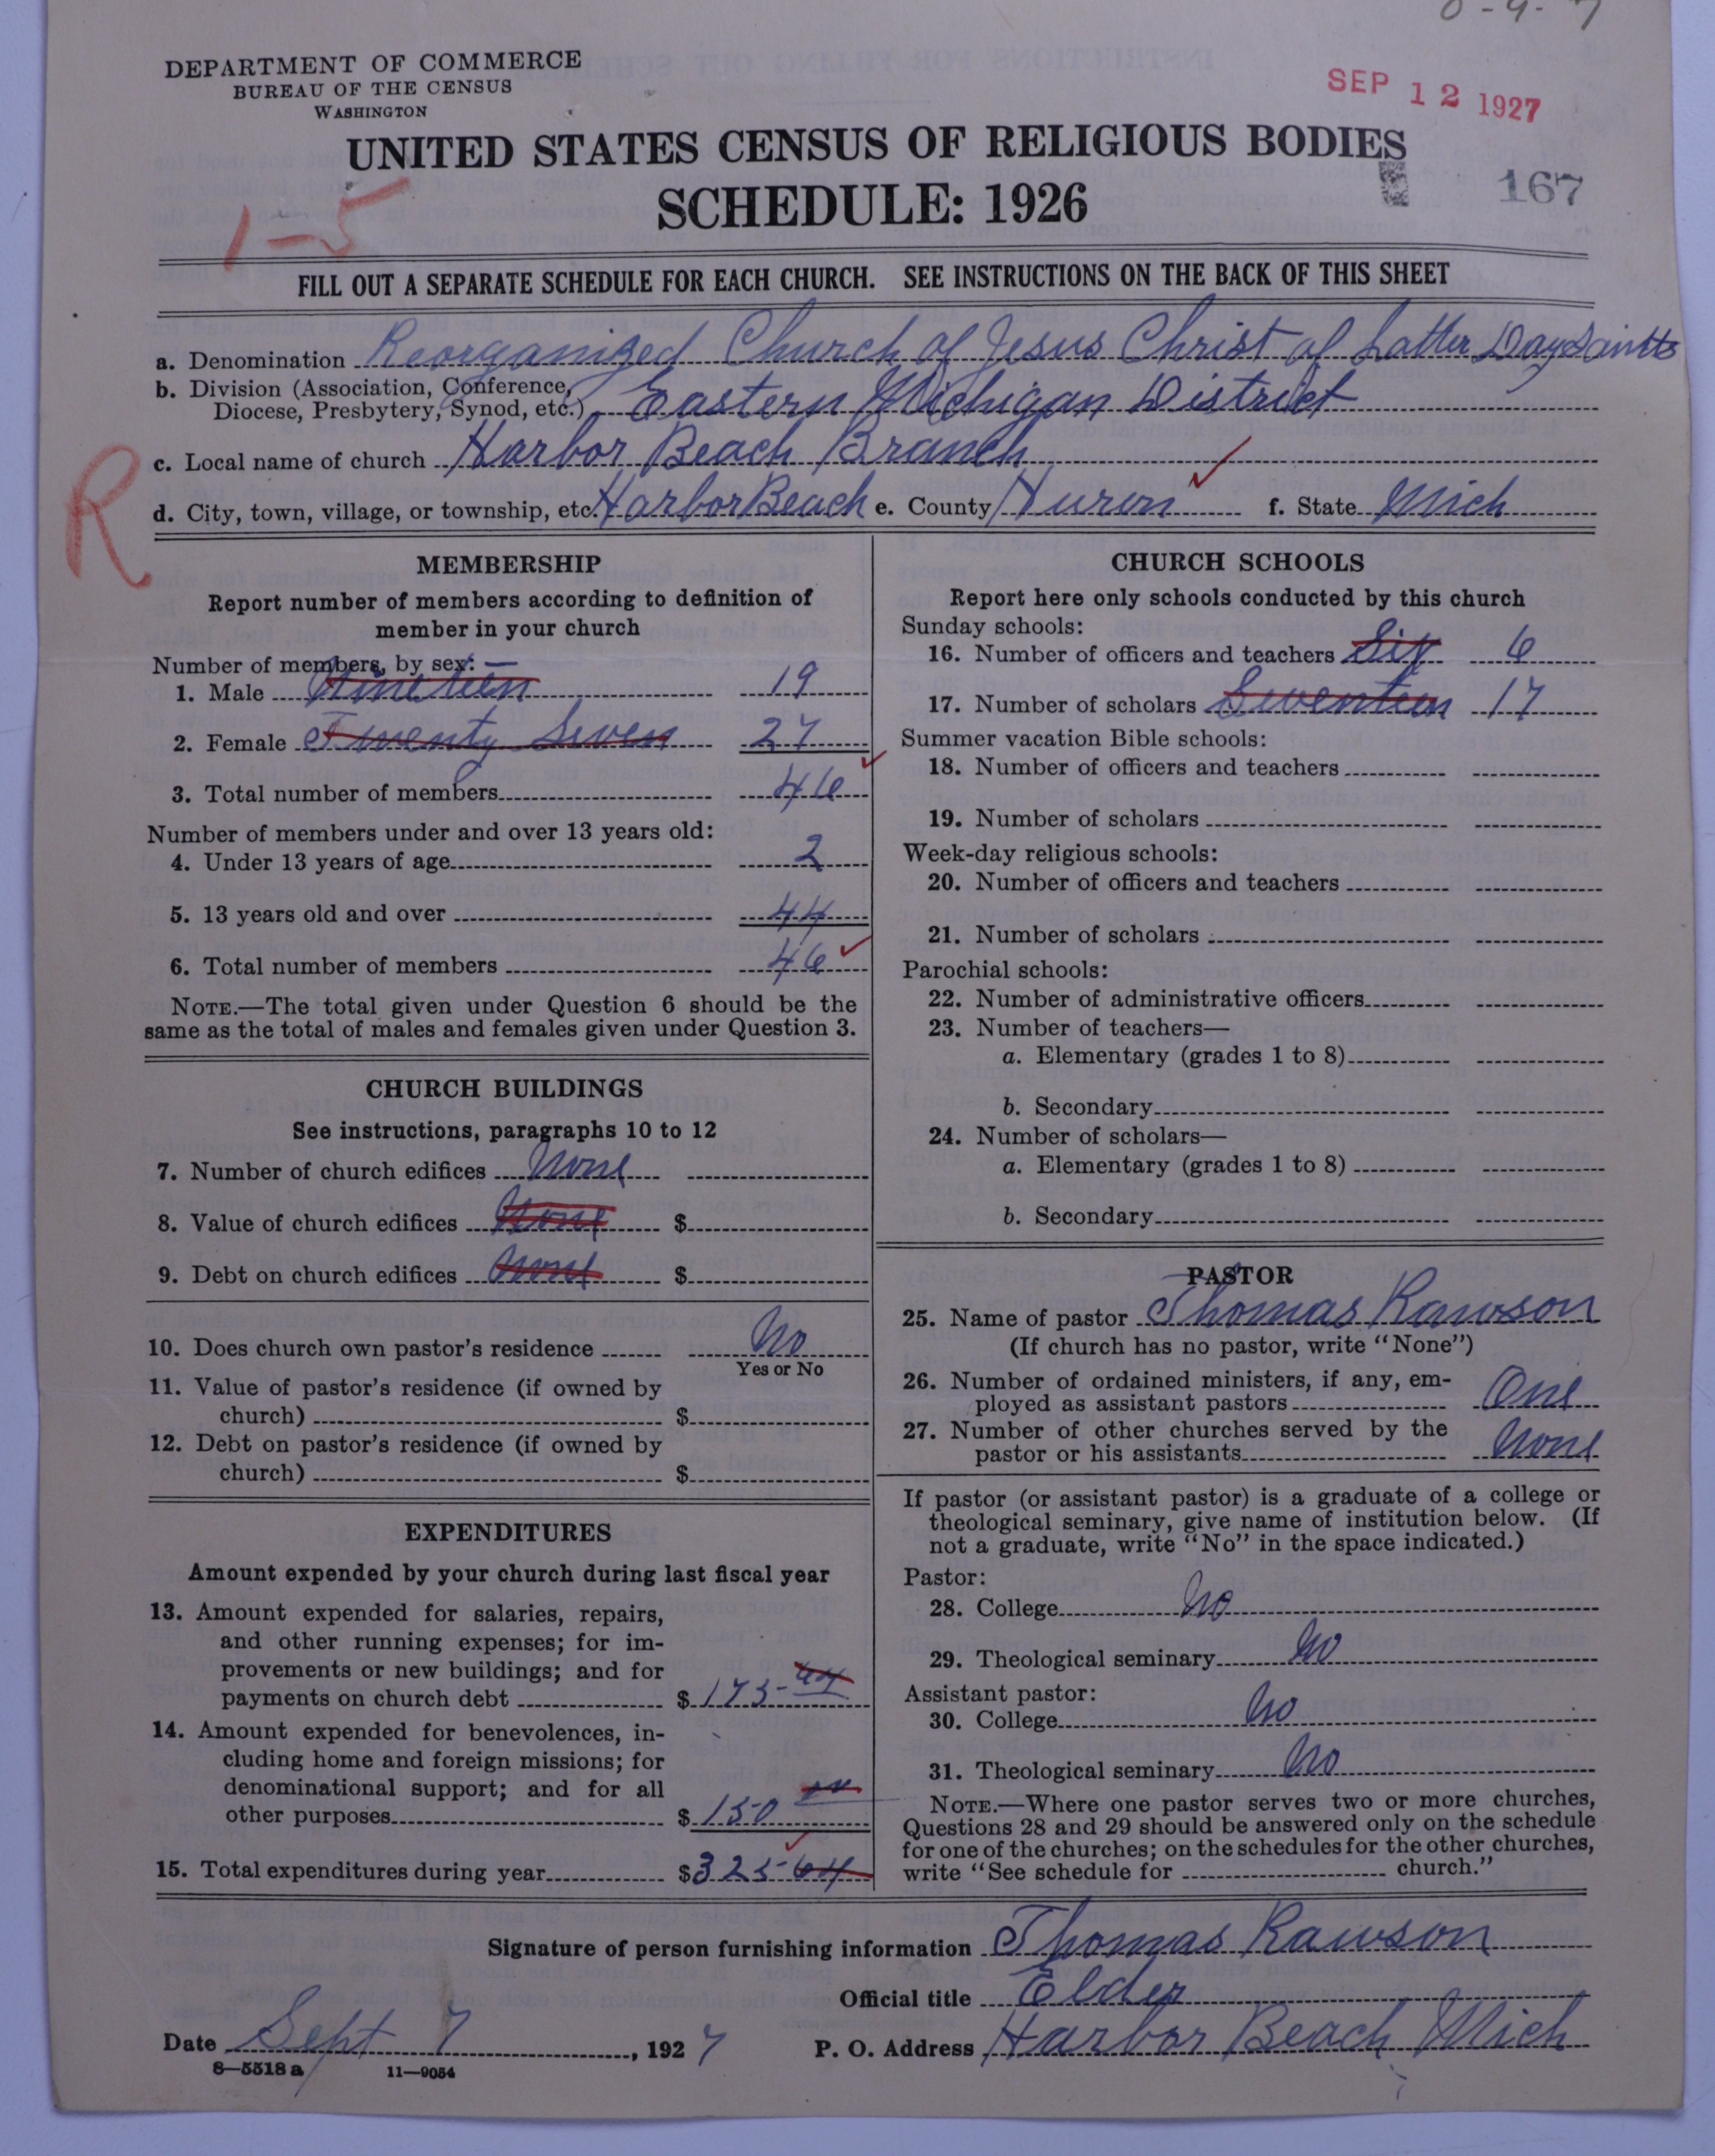 DEPARTMENT OF COMMERCE
BUREAU OF THE CENSUS
WASHINGTON
SEP 12 1927
UNITED STATES CENSUS OF RELIGIOUS BODIES
SCHEDULE: 1926
167
1-5
FILL OUT A SEPARATE SCHEDULE FOR EACH CHURCH. SEE INSTRUCTIONS ON THE BACK OF THIS SHEET
a. Denomination Reorganized Church of Jesus Christ of Latter Day Saints
b. Division (Association, Conference,
Diocese, Presbytery, Synod, etc.) Eastern Michigan District
c. Local name of church Harbor Beach Branch
R
d. City, town, village, or township, etc. Harbor Beach e. County Huron f. State Mich
MEMBERSHIP
Report number of members according to definition of
member in your church
Number of members, by sex:
1. Male Nineteen 19
2. Female Twenty Seven 27
3. Total number of members 46
Number of members under and over 13 years old:
4. Under 13 years of age 2
5. 13 years old and over 44
6. Total number of members 46
NOTE.—The total given under Question 6 should be the
same as the total of males and females given under Question 3.
CHURCH BUILDINGS
See instructions, paragraphs 10 to 12
7. Number of church edifices None
8. Value of church edifices None $
9. Debt on church edifices None $
10. Does church own pastor's residence No
Yes or No
11. Value of pastor's residence (if owned by
church) $
12. Debt on pastor's residence (if owned by
church) $
EXPENDITURES
Amount expended by your church during last fiscal year
13. Amount expended for salaries, repairs,
and other running expenses; for im-
provements or new buildings; and for
payments on church debt $ 175
14. Amount expended for benevolences, in-
cluding home and foreign missions; for
denominational support; and for all
other purposes $ 150
15. Total expenditures during year $ 325 64
CHURCH SCHOOLS
Report here only schools conducted by this church
Sunday schools:
16. Number of officers and teachers Six 6
17. Number of scholars Seventeen 17
Summer vacation Bible schools:
18. Number of officers and teachers
19. Number of scholars
Week-day religious schools:
20. Number of officers and teachers
21. Number of scholars
Parochial schools:
22. Number of administrative officers
23. Number of teachers—
a. Elementary (grades 1 to 8)
b. Secondary
24. Number of scholars—
a. Elementary (grades 1 to 8)
b. Secondary
PASTOR
25. Name of pastor Thomas Rawson
(If church has no pastor, write "None")
26. Number of ordained ministers, if any, em-
ployed as assistant pastors One
27. Number of other churches served by the
pastor or his assistants None
If pastor (or assistant pastor) is a graduate of a college or
theological seminary, give name of institution below. (If
not a graduate, write "No" in the space indicated.)
Pastor:
28. College No
29. Theological seminary No
Assistant pastor:
30. College No
31. Theological seminary No
NOTE.—Where one pastor serves two or more churches,
Questions 28 and 29 should be answered only on the schedule
for one of the churches; on the schedules for the other churches,
write "See schedule for church."
Signature of person furnishing information Thomas Rawson
Official title Elder
Date Sept 7, 1927 P. O. Address Harbor Beach Mich
8—5518 a 11—9054